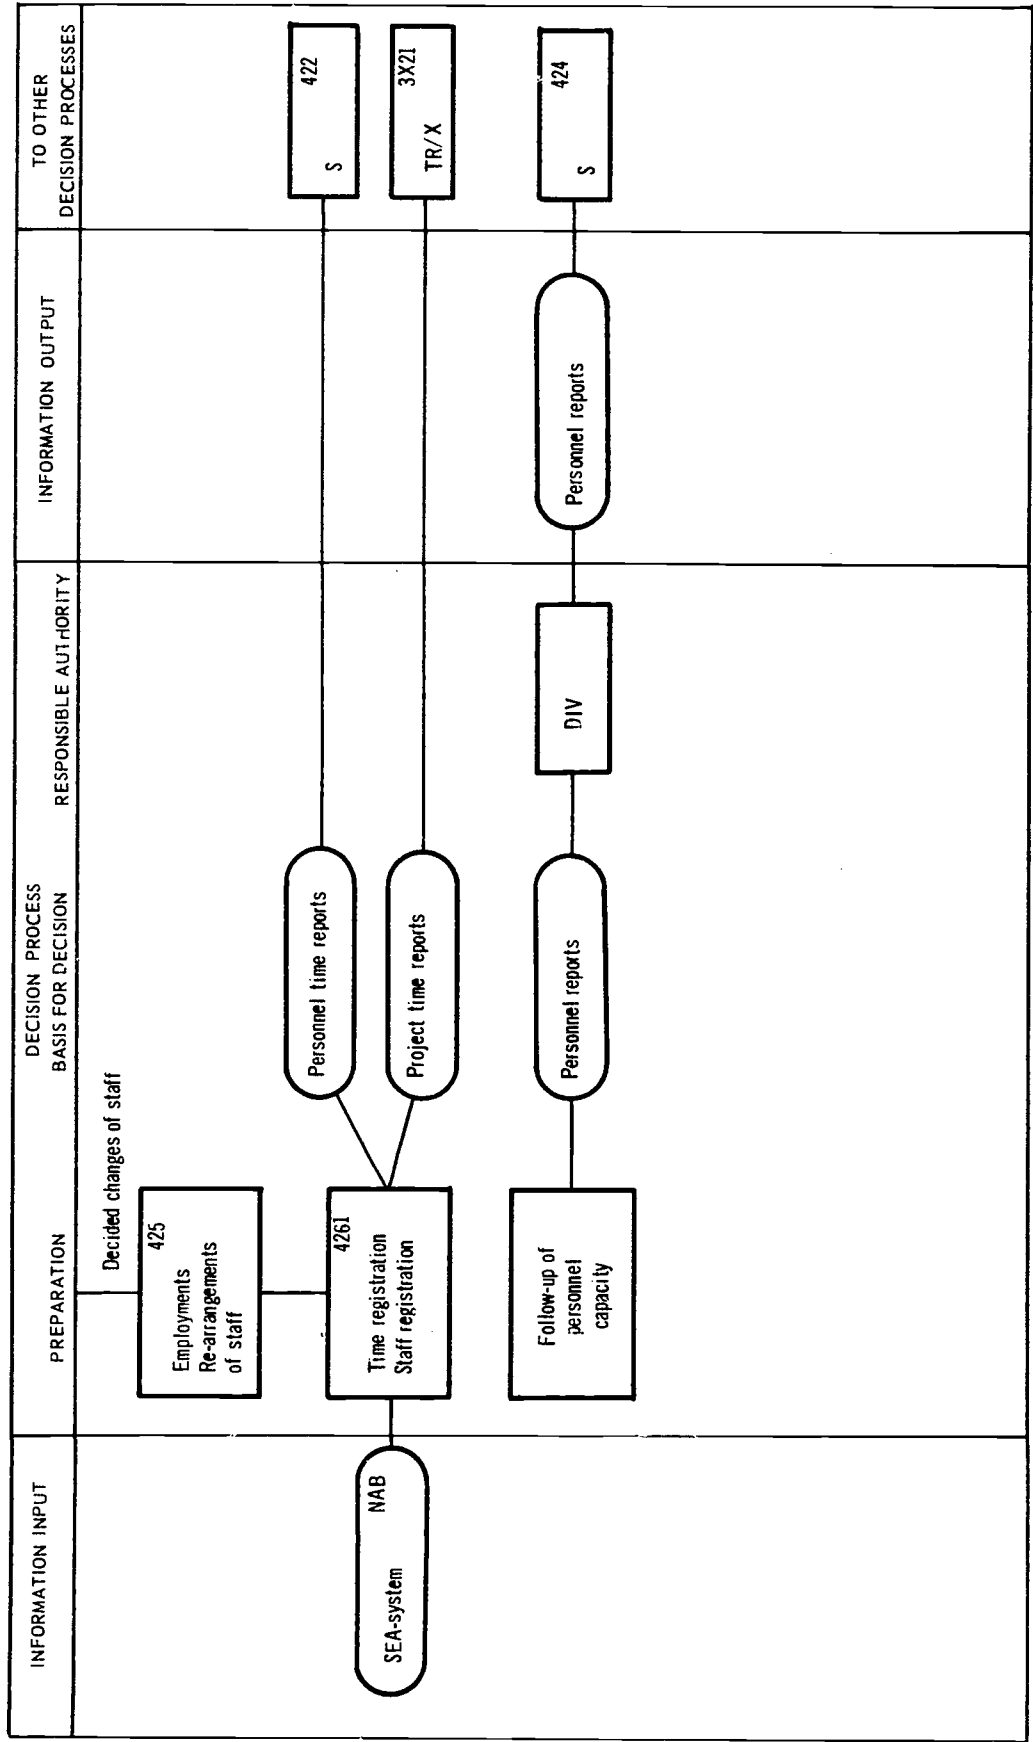 INFORMATION INPUT
DECISION PROCESS
PREPARATION
BASIS FOR DECISION
RESPONSIBLE AUTHORITY
INFORMATION OUTPUT
TO OTHER
DECISION PROCESSES
Decided changes of staff
425
Employments
Re-arrangements
of staff
422
S
Personnel time reports
4261
Time registration
Staff registration
NAB
SEA-system
Project time reports
3X21
TR/X
Follow-up of
personnel
capacity
Personnel reports
DIV
Personnel reports
424
S